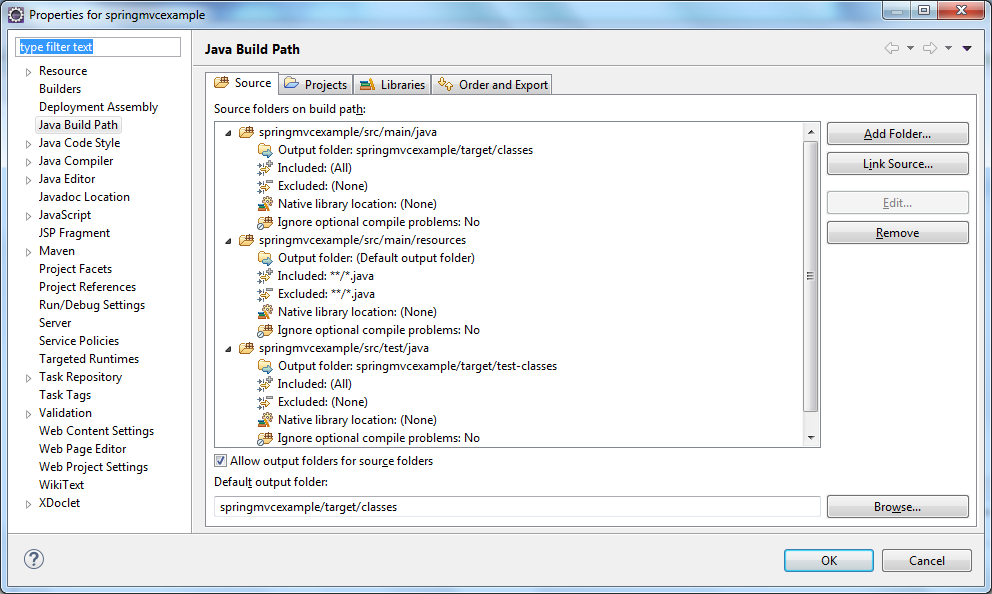 Properties for springmvcexample
type filter text
Resource
Builders
Deployment Assembly
Java Build Path
Java Code Style
Java Compiler
Java Editor
Javadoc Location
JavaScript
JSP Fragment
Maven
Project Facets
Project References
Run/Debug Settings
Server
Service Policies
Targeted Runtimes
Task Repository
Task Tags
Validation
Web Content Settings
Web Page Editor
Web Project Settings
WikiText
XDoclet
Java Build Path
Source Projects Libraries Order and Export
Source folders on build path:
springmvcexample/src/main/java
Output folder: springmvcexample/target/classes
Included: (All)
Excluded: (None)
Native library location: (None)
Ignore optional compile problems: No
springmvcexample/src/main/resources
Output folder: (Default output folder)
Included: **/*.java
Excluded: **/*.java
Native library location: (None)
Ignore optional compile problems: No
springmvcexample/src/test/java
Output folder: springmvcexample/target/test-classes
Included: (All)
Excluded: (None)
Native library location: (None)
Ignore optional compile problems: No
Add Folder...
Link Source...
Edit...
Remove
Allow output folders for source folders
Default output folder:
springmvcexample/target/classes
Browse...
?
OK
Cancel